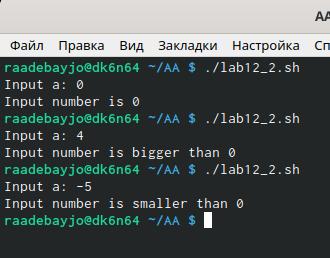 AA
Файл Правка Вид Закладки Настройка
raadebayjo@dk6n64 ~/AA $ ./lab12_2.sh
Input a: 0
Input number is 0
raadebayjo@dk6n64 ~/AA $ ./lab12_2.sh
Input a: 4
Input number is bigger than 0
raadebayjo@dk6n64 ~/AA $ ./lab12_2.sh
Input a: -5
Input number is smaller than 0
raadebayjo@dk6n64 ~/AA $